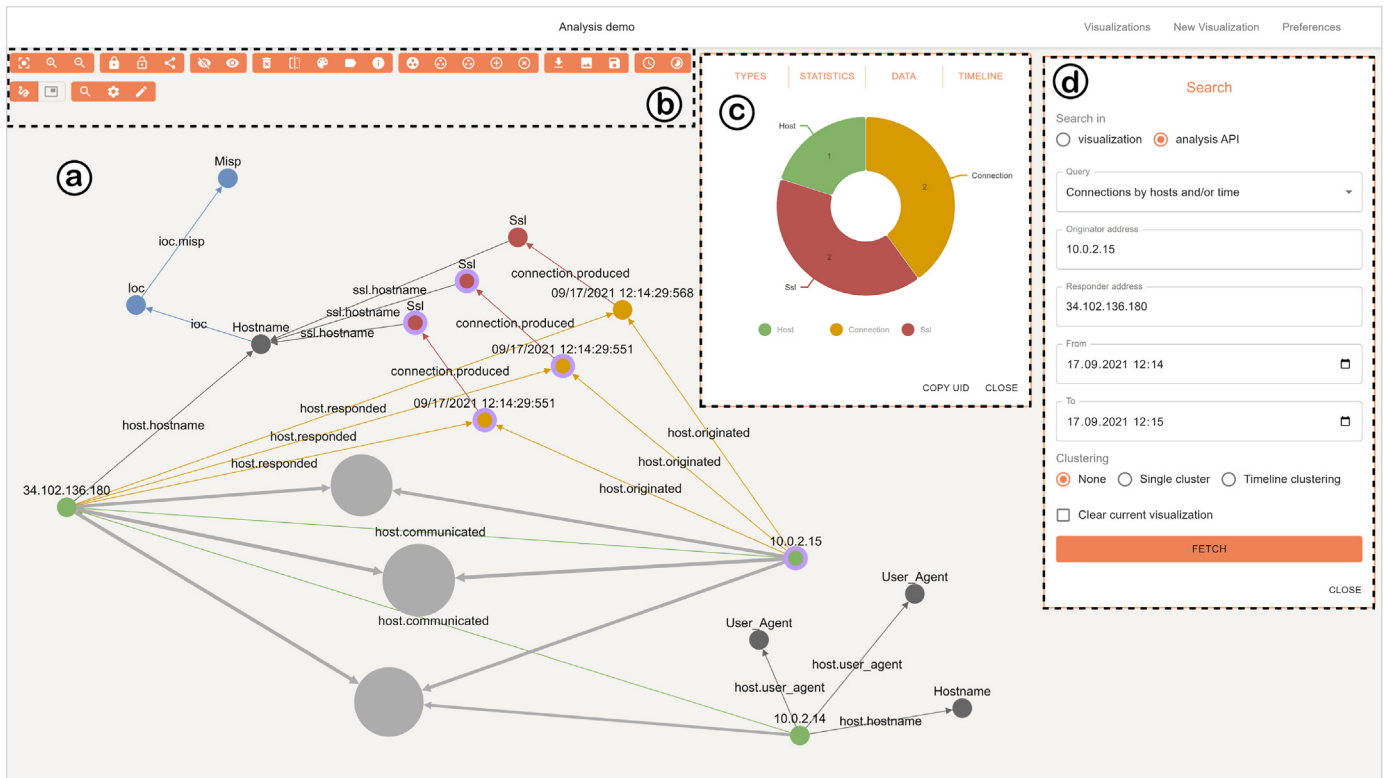 Analysis demo
Visualizations New Visualization Preferences
b
a
Misp
ioc.misp
Ioc
ioc
Hostname
Ssl
Ssl
Ssl
ssl.hostname
ssl.hostname
ssl.hostname
connection.produced
connection.produced
connection.produced
09/17/2021 12:14:29:568
09/17/2021 12:14:29:551
09/17/2021 12:14:29:551
host.hostname
host.responded
host.responded
host.responded
host.originated
host.originated
host.originated
34.102.136.180
host.communicated
10.0.2.15
host.communicated
User_Agent
User_Agent
host.user_agent
host.user_agent
Hostname
10.0.2.14
host.hostname
TYPES STATISTICS DATA TIMELINE
c
Host
1
2
Connection
2
Ssl
Host Connection Ssl
COPY UID CLOSE
d
Search
Search in
visualization analysis API
Query
Connections by hosts and/or time
Originator address
10.0.2.15
Responder address
34.102.136.180
From
17.09.2021 12:14
To
17.09.2021 12:15
Clustering
None Single cluster Timeline clustering
Clear current visualization
FETCH
CLOSE